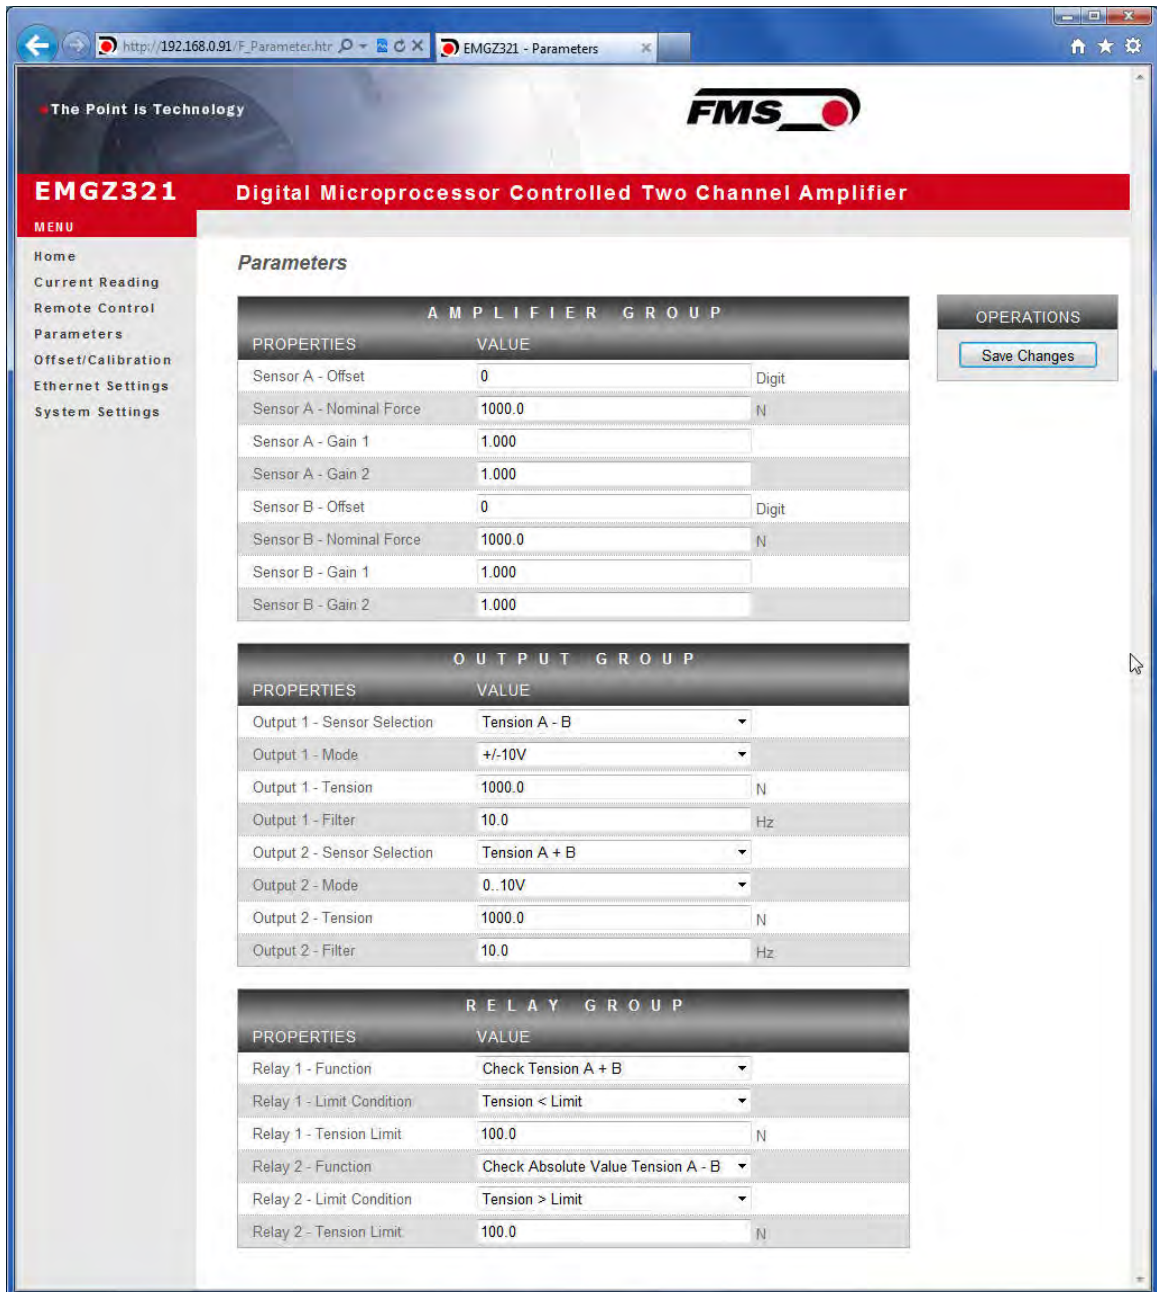 http://192.168.0.91/F_Parameter.htr
EMGZ321 - Parameters
The Point is Technology
FMS
EMGZ321 Digital Microprocessor Controlled Two Channel Amplifier
MENU
Home
Current Reading
Remote Control
Parameters
Offset/Calibration
Ethernet Settings
System Settings
Parameters
AMPLIFIER GROUP
PROPERTIES VALUE
Sensor A - Offset 0 Digit
Sensor A - Nominal Force 1000.0 N
Sensor A - Gain 1 1.000
Sensor A - Gain 2 1.000
Sensor B - Offset 0 Digit
Sensor B - Nominal Force 1000.0 N
Sensor B - Gain 1 1.000
Sensor B - Gain 2 1.000
OUTPUT GROUP
PROPERTIES VALUE
Output 1 - Sensor Selection Tension A - B
Output 1 - Mode +/-10V
Output 1 - Tension 1000.0 N
Output 1 - Filter 10.0 Hz
Output 2 - Sensor Selection Tension A + B
Output 2 - Mode 0..10V
Output 2 - Tension 1000.0 N
Output 2 - Filter 10.0 Hz
RELAY GROUP
PROPERTIES VALUE
Relay 1 - Function Check Tension A + B
Relay 1 - Limit Condition Tension < Limit
Relay 1 - Tension Limit 100.0 N
Relay 2 - Function Check Absolute Value Tension A - B
Relay 2 - Limit Condition Tension > Limit
Relay 2 - Tension Limit 100.0 N
OPERATIONS
Save Changes